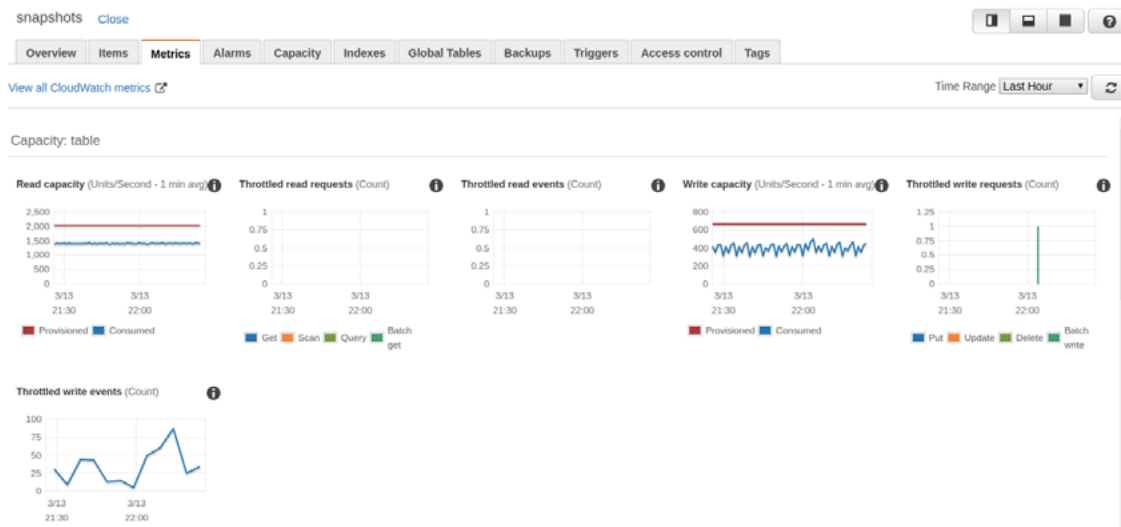 snapshots Close
Overview Items Metrics Alarms Capacity Indexes Global Tables Backups Triggers Access control Tags
View all CloudWatch metrics
Time Range Last Hour
Capacity: table
Read capacity (Units/Second - 1 min avg)
2,500
2,000
1,500
1,000
500
0
3/13 3/13
21:30 22:00
Provisioned Consumed
Throttled read requests (Count)
1
0.75
0.5
0.25
0
3/13 3/13
21:30 22:00
Get Scan Query Batch
get
Throttled read events (Count)
1
0.75
0.5
0.25
0
3/13 3/13
21:30 22:00
Write capacity (Units/Second - 1 min avg)
800
600
400
200
0
3/13 3/13
21:30 22:00
Provisioned Consumed
Throttled write requests (Count)
1.25
1
0.75
0.5
0.25
0
3/13 3/13
21:30 22:00
Put Update Delete Batch
write
Throttled write events (Count)
100
75
50
25
0
3/13 3/13
21:30 22:00